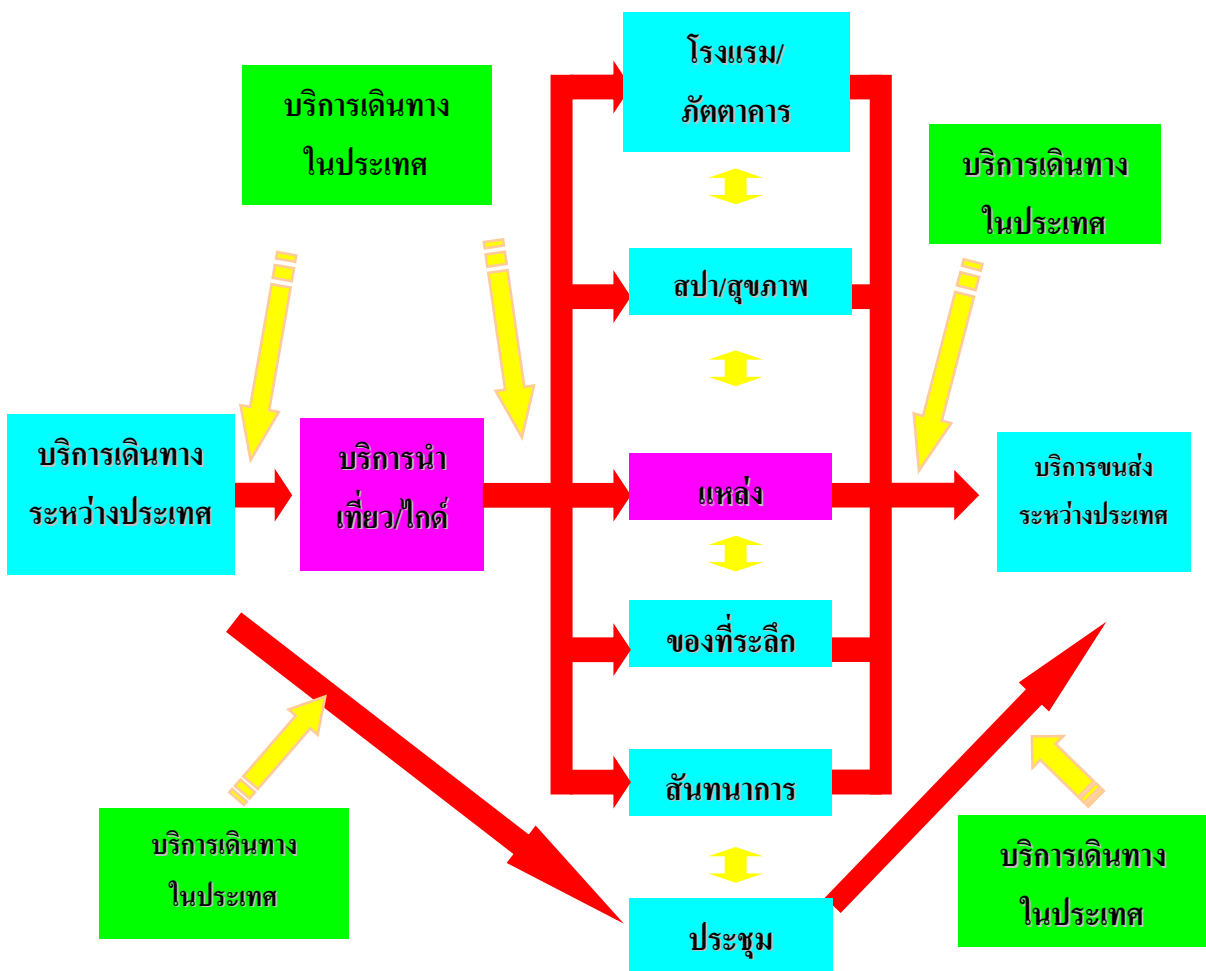 โรงแรม/
ภัตตาคาร
บริการเดินทาง
ในประเทศ
บริการเดินทาง
ในประเทศ
สปา/สุขภาพ
บริการเดินทาง
ระหว่างประเทศ
บริการนำ
เที่ยว/ไกด์
แหล่ง
บริการขนส่ง
ระหว่างประเทศ
ของที่ระลึก
สันทนาการ
บริการเดินทาง
ในประเทศ
บริการเดินทาง
ในประเทศ
ประชุม